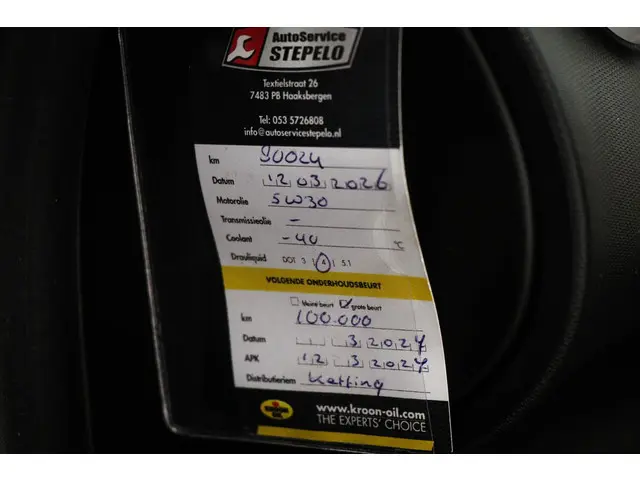 AutoService
STEPELO
Textielstraat 26
7483 PB Haaksbergen
Tel: 053 5726808
info@autoservicestepelo.nl
km 90024
Datum 12 03 2026
Motorolie 5W30
Transmissieolie -
Coolant -40 °C
DOT 3 4 5.1
VOLGENDE ONDERHOUDSBEURT
kleine beurt grote beurt
km 100.000
Datum 3 2027
APK 12 3 2027
Distributieriem Ketting
KROON OIL
www.kroon-oil.com
THE EXPERTS' CHOICE